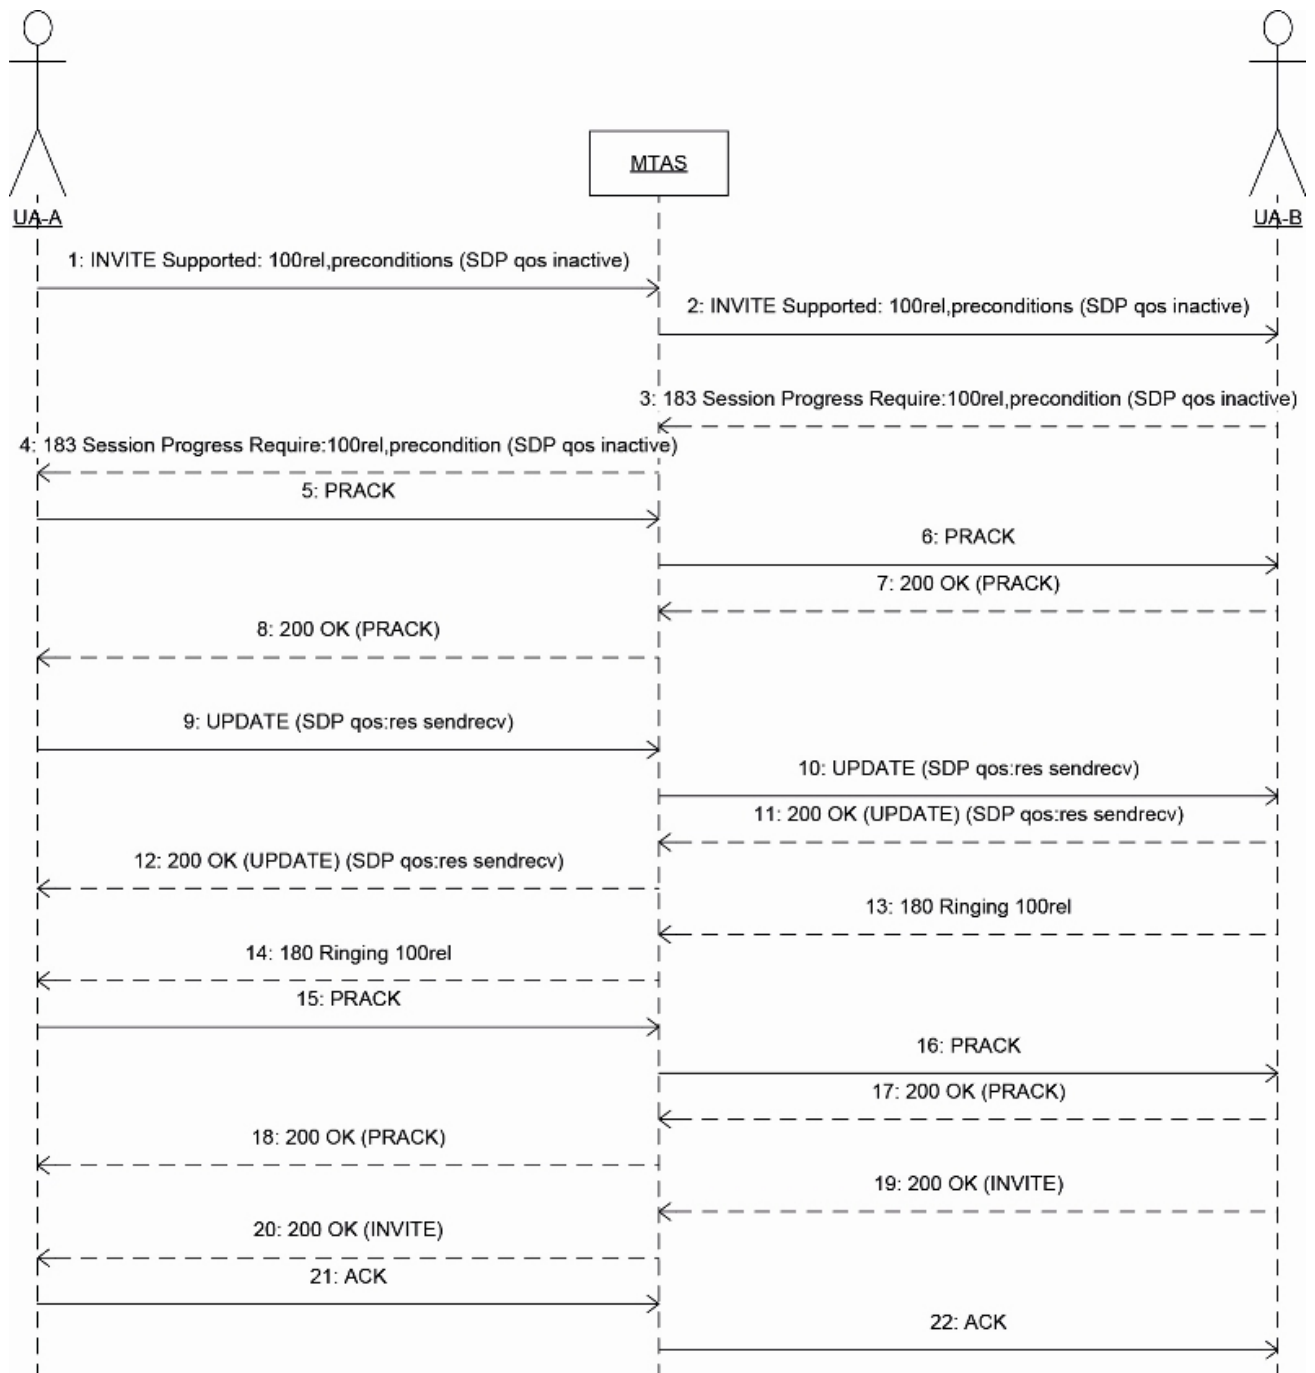 MTAS
UA-A
UA-B
1: INVITE Supported: 100rel,preconditions (SDP qos inactive)
2: INVITE Supported: 100rel,preconditions (SDP qos inactive)
3: 183 Session Progress Require:100rel,precondition (SDP qos inactive)
4: 183 Session Progress Require:100rel,precondition (SDP qos inactive)
5: PRACK
6: PRACK
7: 200 OK (PRACK)
8: 200 OK (PRACK)
9: UPDATE (SDP qos:res sendrecv)
10: UPDATE (SDP qos:res sendrecv)
11: 200 OK (UPDATE) (SDP qos:res sendrecv)
12: 200 OK (UPDATE) (SDP qos:res sendrecv)
13: 180 Ringing 100rel
14: 180 Ringing 100rel
15: PRACK
16: PRACK
17: 200 OK (PRACK)
18: 200 OK (PRACK)
19: 200 OK (INVITE)
20: 200 OK (INVITE)
21: ACK
22: ACK